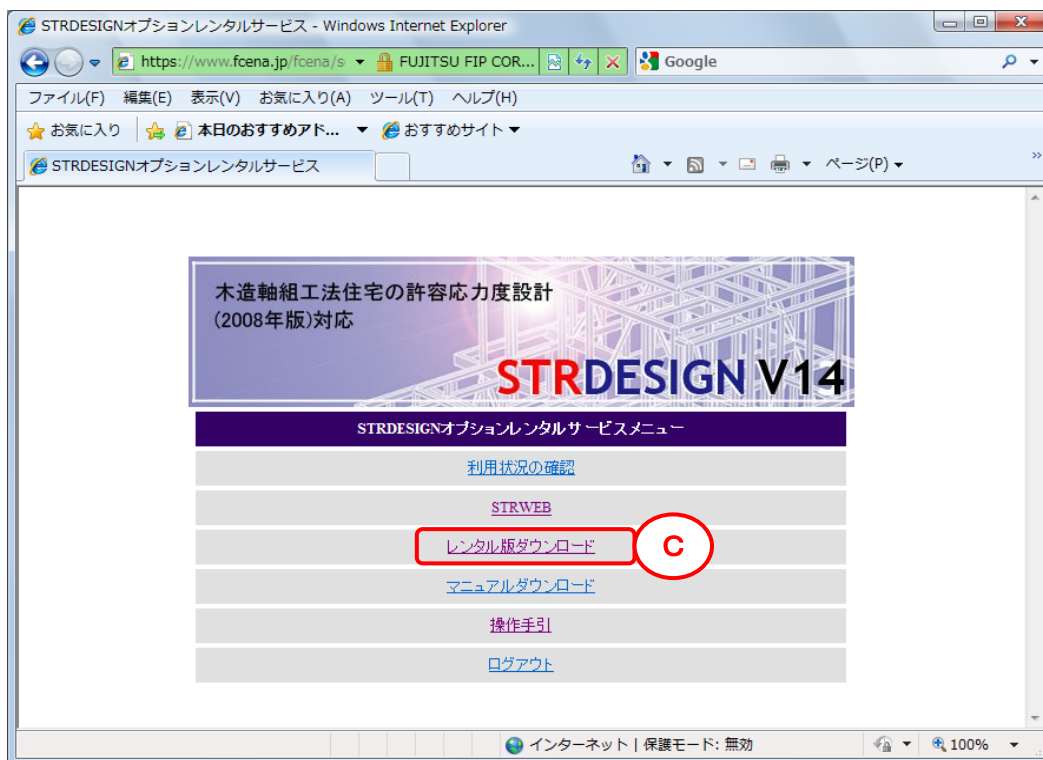 STRDESIGNオプションレンタルサービス - Windows Internet Explorer
https://www.fcena.jp/fcena/s FUJITSU FIP COR... Google
ファイル(F) 編集(E) 表示(V) お気に入り(A) ツール(T) ヘルプ(H)
お気に入り 本日のおすすめアド... おすすめサイト
STRDESIGNオプションレンタルサービス ページ(P) »
木造軸組工法住宅の許容応力度設計
(2008年版)対応
STRDESIGN V14
STRDESIGNオプションレンタルサービスメニュー
利用状況の確認
STRWEB
レンタル版ダウンロード C
マニュアルダウンロード
操作手引
ログアウト
インターネット | 保護モード: 無効 100%